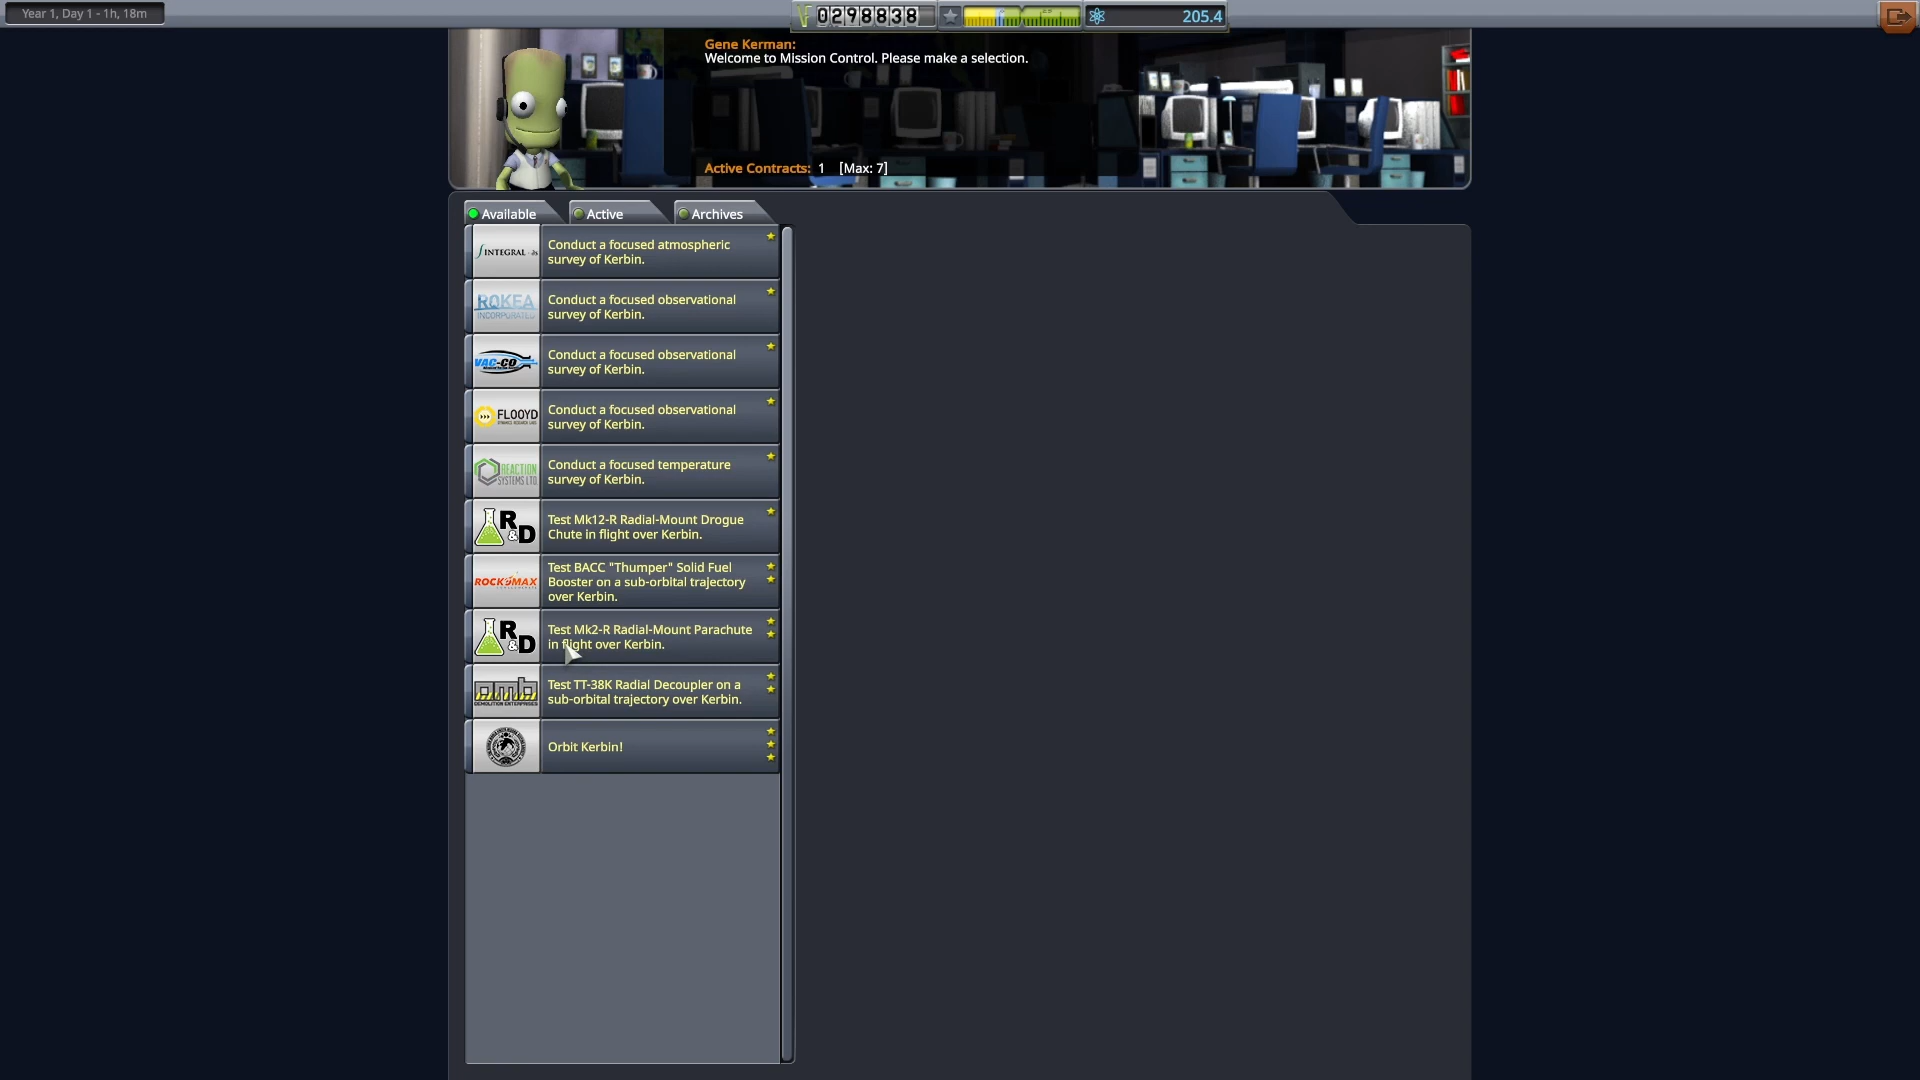 Year 1, Day 1 - 1h, 18m
0298838
205.4
Gene Kerman:
Welcome to Mission Control. Please make a selection.
Active Contracts: 1 [Max: 7]
Available
Active
Archives
INTEGRAL
Conduct a focused atmospheric
survey of Kerbin.
ROKEA
INCORPORATED
Conduct a focused observational
survey of Kerbin.
VAC-CO
Conduct a focused observational
survey of Kerbin.
FLOOYD
Conduct a focused observational
survey of Kerbin.
REACTION
SYSTEMS LTD
Conduct a focused temperature
survey of Kerbin.
R&D
Test Mk12-R Radial-Mount Drogue
Chute in flight over Kerbin.
ROCKOMAX
Test BACC "Thumper" Solid Fuel
Booster on a sub-orbital trajectory
over Kerbin.
R&D
Test Mk2-R Radial-Mount Parachute
in flight over Kerbin.
omb
DEMOLITION ENTERPRISES
Test TT-38K Radial Decoupler on a
sub-orbital trajectory over Kerbin.
Orbit Kerbin!